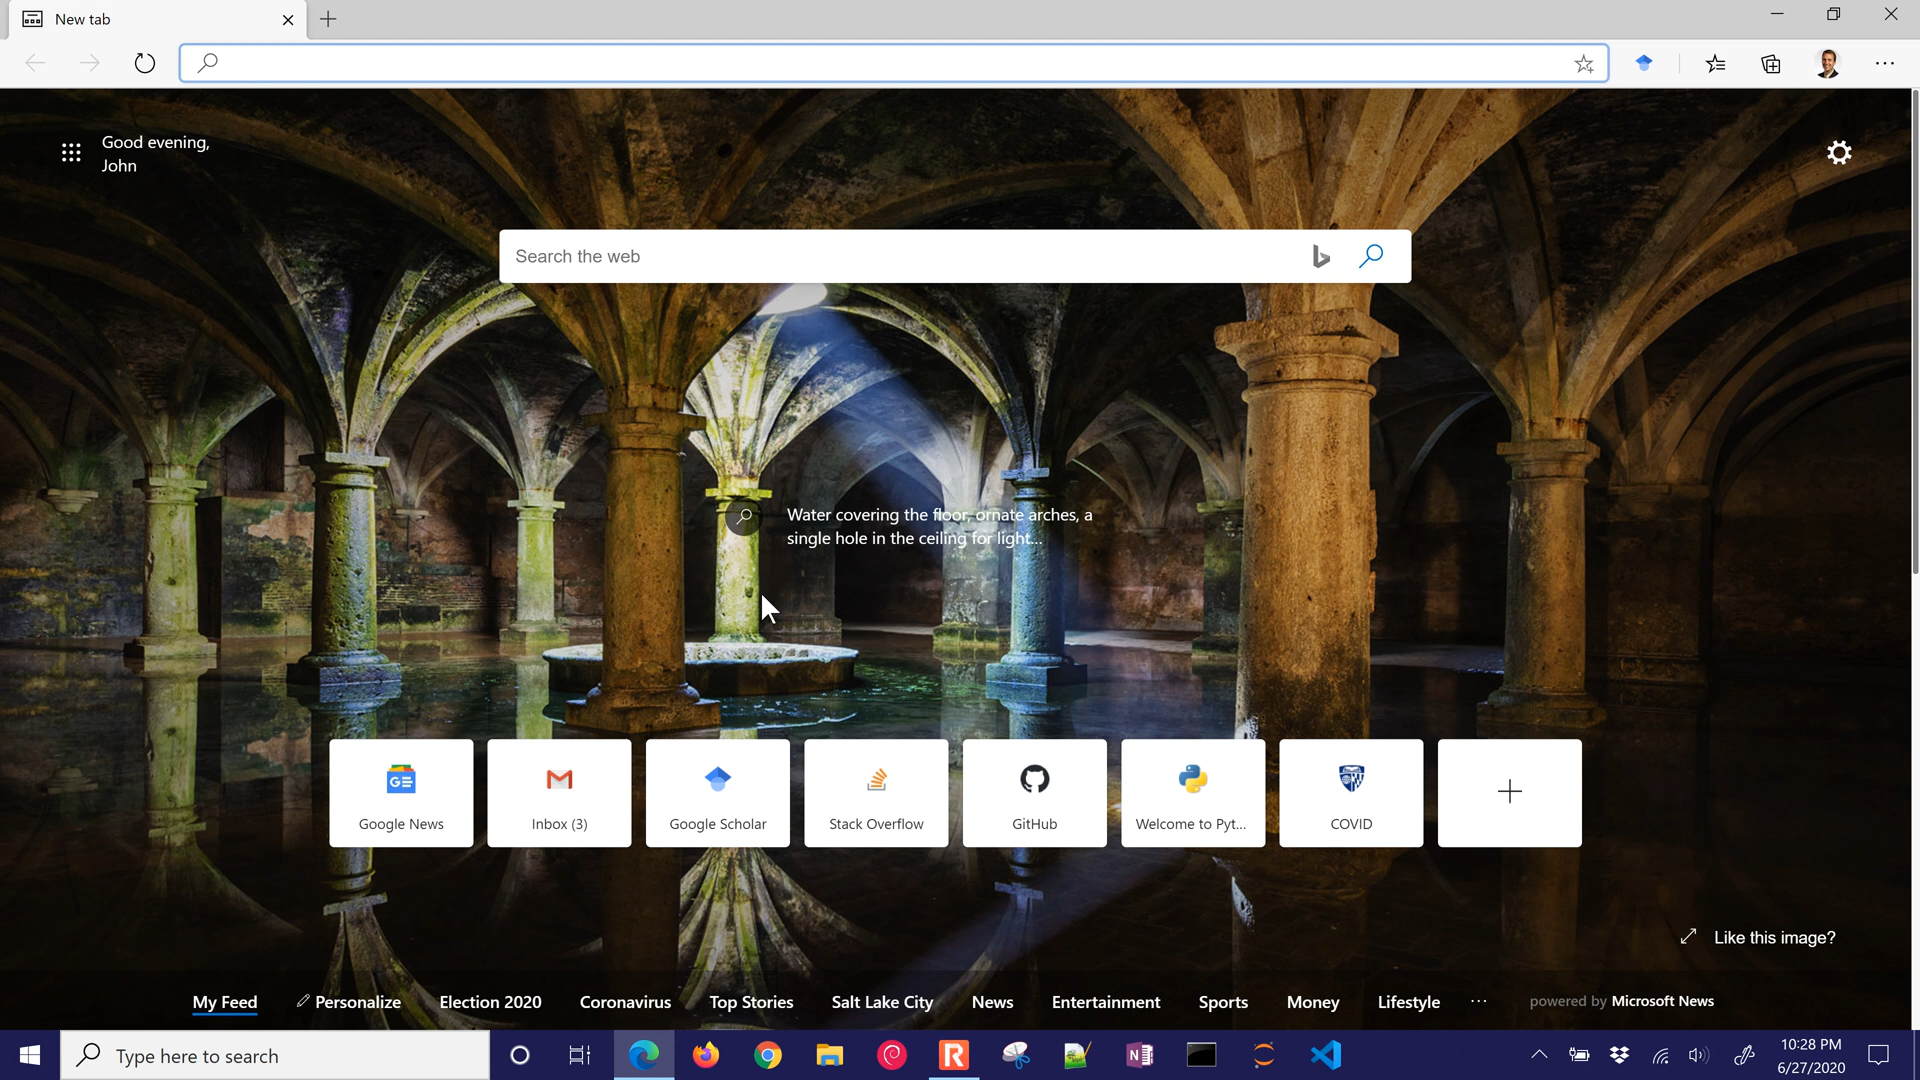 New tab
Good evening,
John
Search the web
Water covering the floor, ornate arches, a
single hole in the ceiling for light...
Google News
Inbox (3)
Google Scholar
Stack Overflow
GitHub
Welcome to Pyt...
COVID
Like this image?
My Feed
Personalize
Election 2020
Coronavirus
Top Stories
Salt Lake City
News
Entertainment
Sports
Money
Lifestyle
...
powered by Microsoft News
Type here to search
10:28 PM
6/27/2020